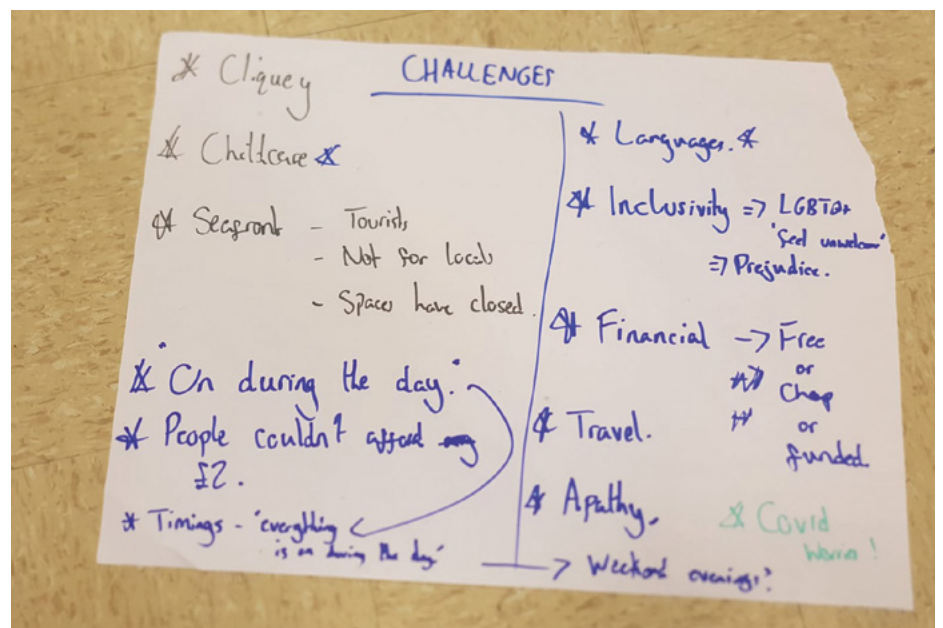 CHALLENGES
* Cliquey
* Childcare *
* Seafront - Tourists
- Not for locals
- Spaces have closed.
* "On during the day."
* People couldn't afford
£2.
* Timings - "everything
is on during the day"
* Languages. *
* Inclusivity => LGBTQ+
'feel unwelcome'
=> Prejudice.
* Financial -> Free
or
Cheap
or
funded
* Travel.
* Apathy.
-> Weekend evenings?
* Covid
Worries!